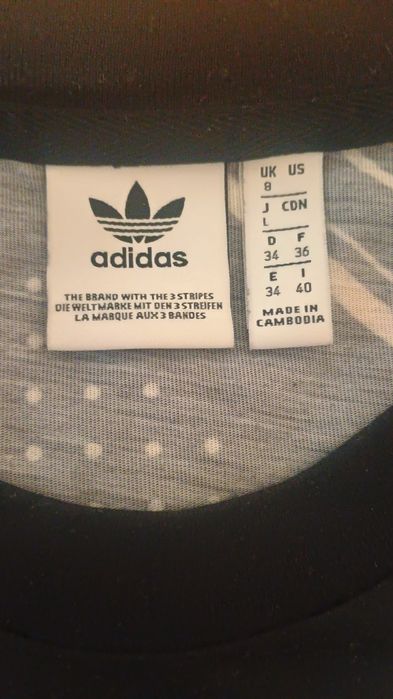 adidas
THE BRAND WITH THE 3 STRIPES
DIE WELTMARKE MIT DEN 3 STREIFEN
LA MARQUE AUX 3 BANDES
UK US
8
J CDN
L
D F
34 36
E I
34 40
MADE IN
CAMBODIA